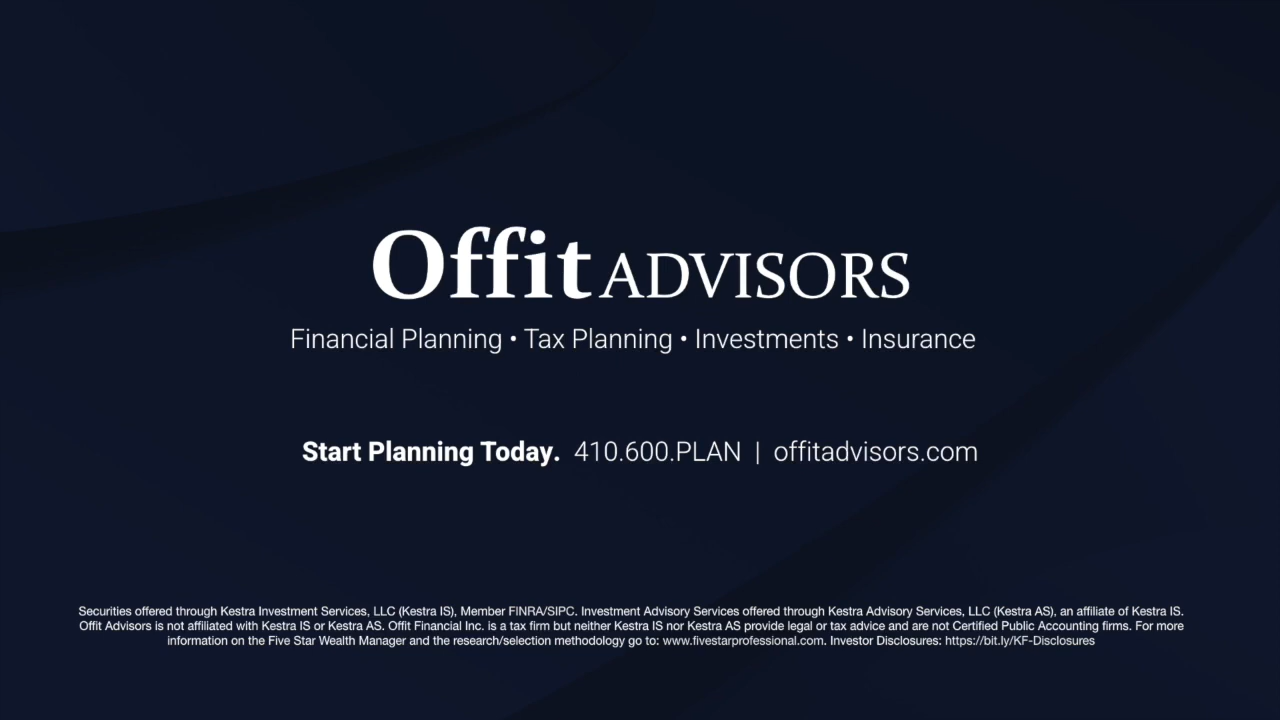 Offit ADVISORS
Financial Planning • Tax Planning • Investments • Insurance
Start Planning Today. 410.600.PLAN | offitadvisors.com
Securities offered through Kestra Investment Services, LLC (Kestra IS), Member FINRA/SIPC. Investment Advisory Services offered through Kestra Advisory Services, LLC (Kestra AS), an affiliate of Kestra IS.
Offit Advisors is not affiliated with Kestra IS or Kestra AS. Offit Financial Inc. is a tax firm but neither Kestra IS nor Kestra AS provide legal or tax advice and are not Certified Public Accounting firms. For more
information on the Five Star Wealth Manager and the research/selection methodology go to: www.fivestarprofessional.com. Investor Disclosures: https://bit.ly/KF-Disclosures